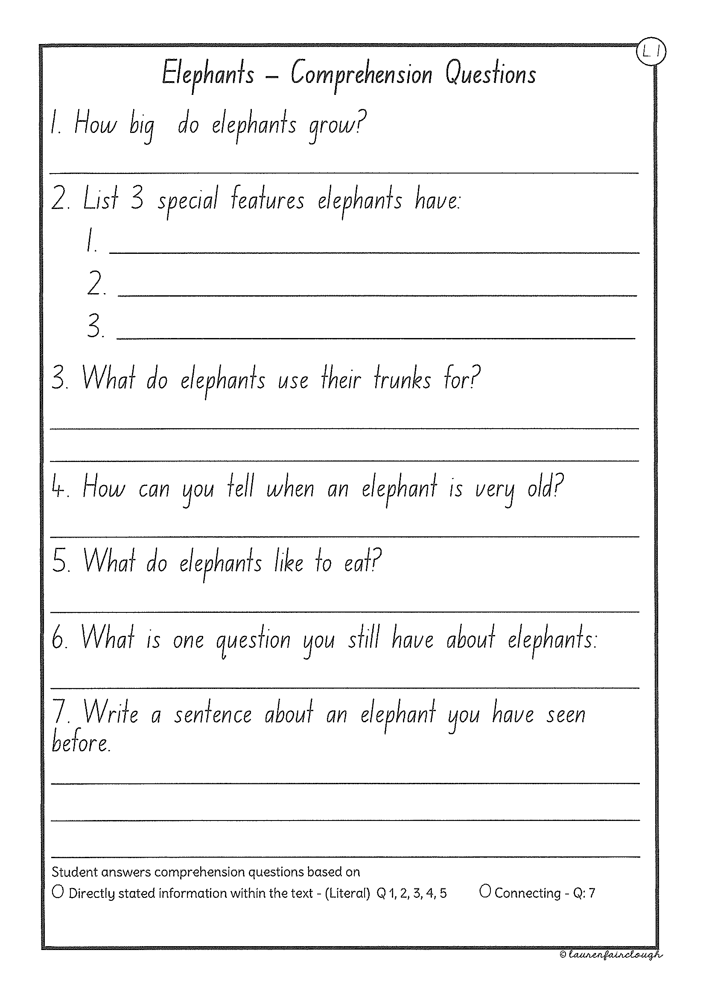 L. 1
Elephants – Comprehension Questions
1. How big do elephants grow?
2. List 3 special features elephants have:
1.
2.
3.
3. What do elephants use their trunks for?
4. How can you tell when an elephant is very old?
5. What do elephants like to eat?
6. What is one question you still have about elephants:
7. Write a sentence about an elephant you have seen
before.
Student answers comprehension questions based on
O Directly stated information within the text - (Literal) Q 1, 2, 3, 4, 5 O Connecting - Q: 7
© laurenfairclough